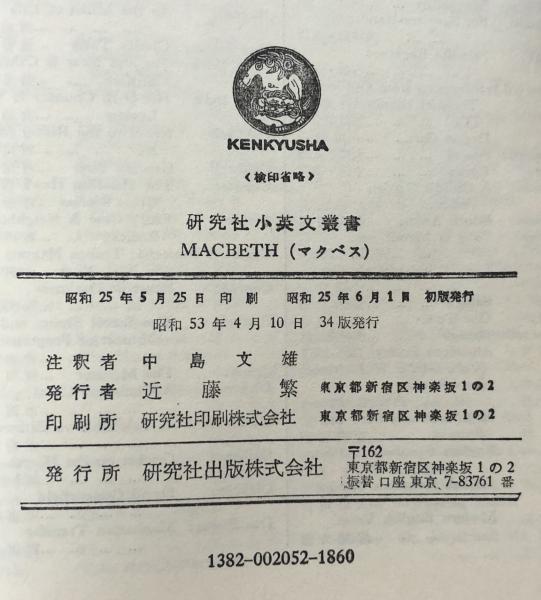 KENKYUSHA
《検印省略》
研究社小英文叢書
MACBETH (マクベス)
昭和 25 年 5 月 25 日 印 刷 昭和 25 年 6 月 1 日 初版発行
昭和 53 年 4 月 10 日 34 版発行
注釈者 中島文雄
発行者 近藤繁 東京都新宿区神楽坂1の2
印刷所 研究社印刷株式会社 東京都新宿区神楽坂1の2
発行所 研究社出版株式会社
〒162
東京都新宿区神楽坂1の2
振替口座東京 7-83761 番
1382-002052-1860